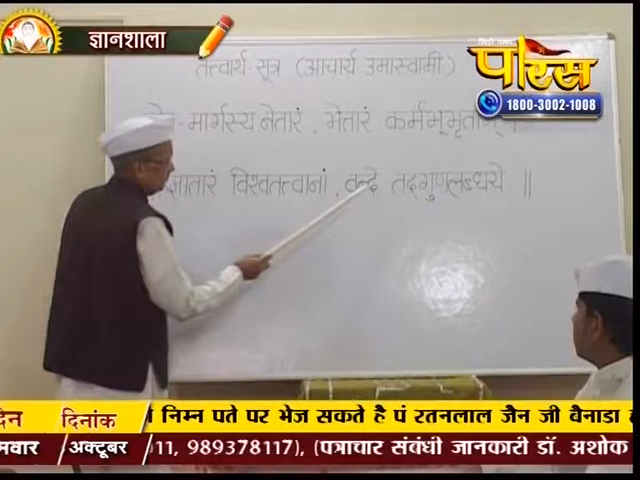 ज्ञानशाला
पारस
1800-3002-1008
तत्त्वार्थ सूत्र (आचार्य उमास्वामी)
मार्गस्य नेतारं, भेत्तारं कर्मभूभृताम्
ज्ञातारं विश्वतत्त्वानां, वन्दे तद्गुणलब्धये ॥
दिनांक
निम्न पते पर भेज सकते है पं रतनलाल जैन जी बैनाडा
अक्टूबर
11, 9893781117), (पत्राचार संबंधी जानकारी डॉ. अशोक